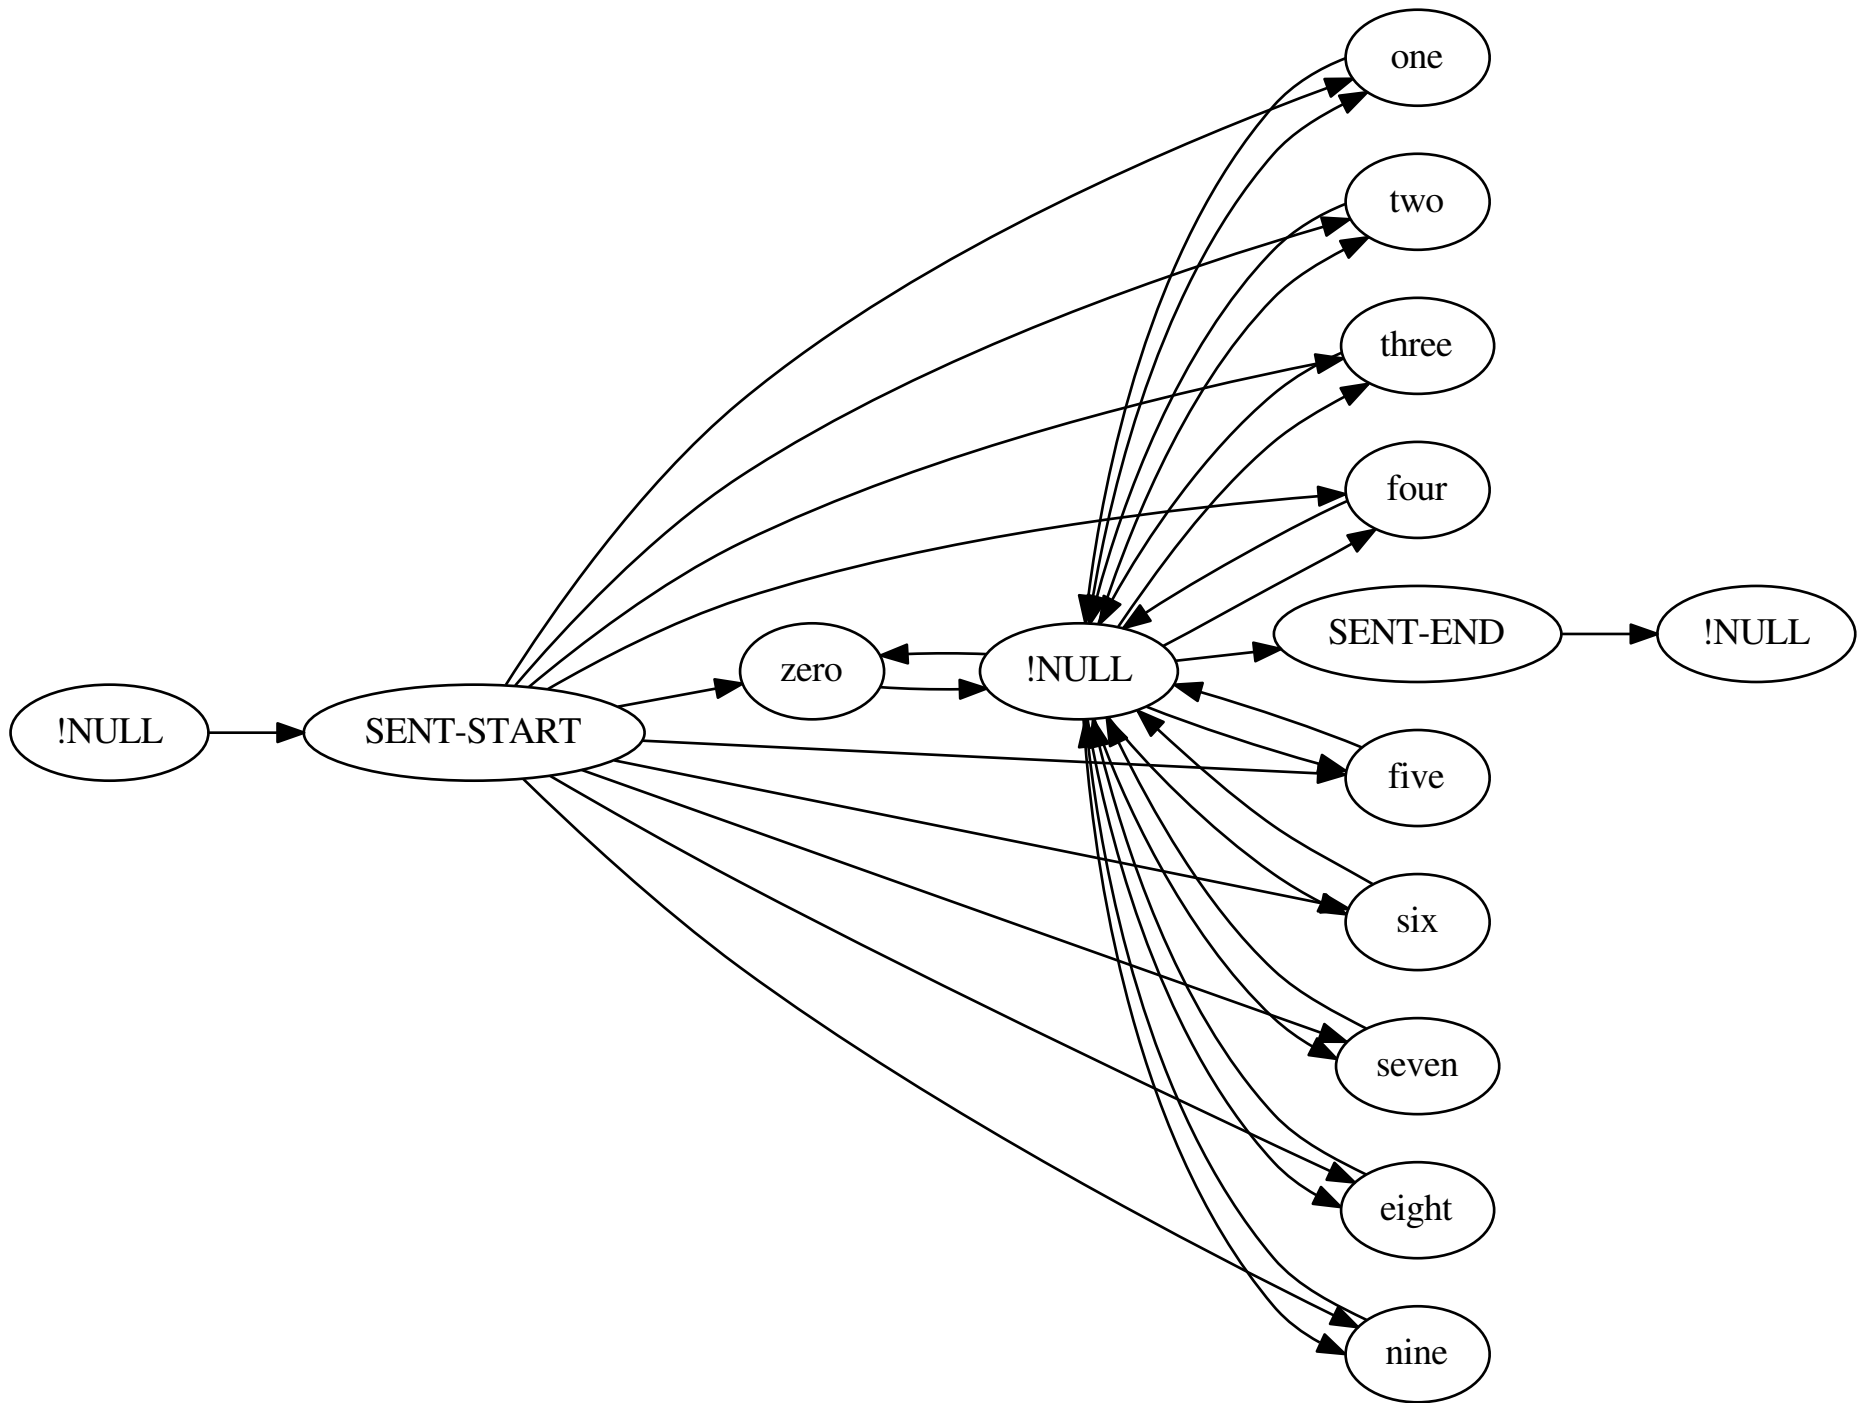 one
two
three
four
SENT-END
!NULL
zero
!NULL
!NULL
SENT-START
five
six
seven
eight
nine